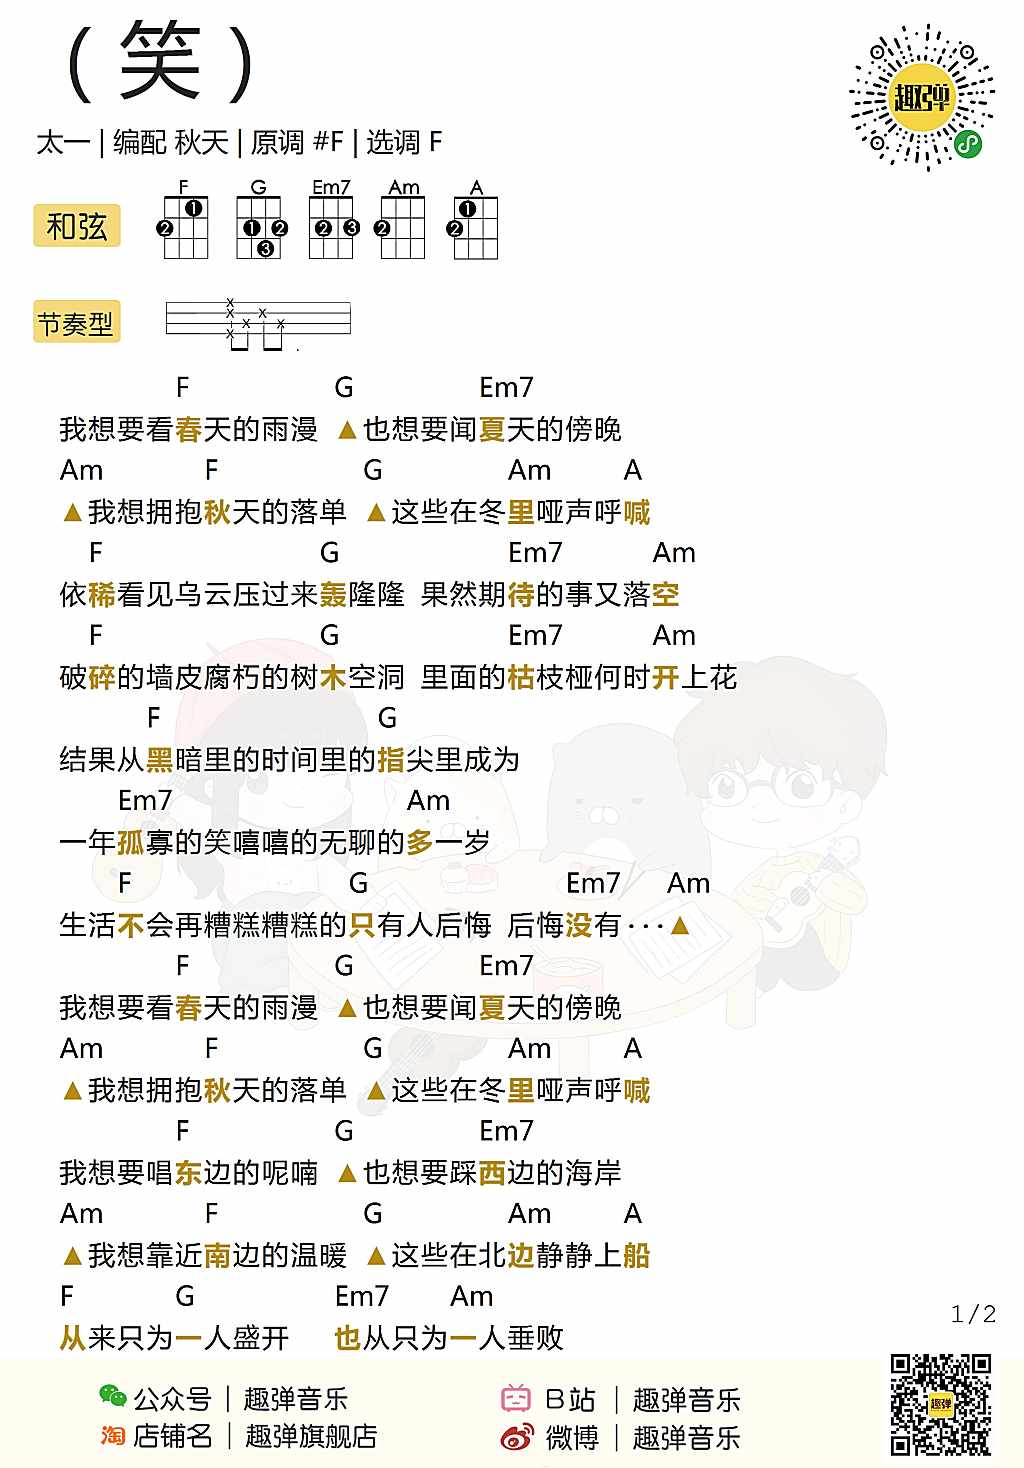 （笑）
趣弹
太一 | 编配 秋天 | 原调 #F | 选调 F
F G Em7 Am A
和弦
1 2 1 2 3 2 3 2 1 2
节奏型
F G Em7
我想要看春天的雨漫 ▲也想要闻夏天的傍晚
Am F G Am A
▲我想拥抱秋天的落单 ▲这些在冬里哑声呼喊
F G Em7 Am
依稀看见乌云压过来轰隆隆 果然期待的事又落空
F G Em7 Am
破碎的墙皮腐朽的树木空洞 里面的枯枝桠何时开上花
F G
结果从黑暗里的时间里的指尖里成为
Em7 Am
一年孤寡的笑嘻嘻的无聊的多一岁
F G Em7 Am
生活不会再糟糕糟糕的只有人后悔 后悔没有···▲
F G Em7
我想要看春天的雨漫 ▲也想要闻夏天的傍晚
Am F G Am A
▲我想拥抱秋天的落单 ▲这些在冬里哑声呼喊
F G Em7
我想要唱东边的呢喃 ▲也想要踩西边的海岸
Am F G Am A
▲我想靠近南边的温暖 ▲这些在北边静静上船
F G Em7 Am
从来只为一人盛开 也从只为一人垂败
1/2
公众号 | 趣弹音乐
B站 | 趣弹音乐
淘 店铺名 | 趣弹旗舰店
微博 | 趣弹音乐
趣弹